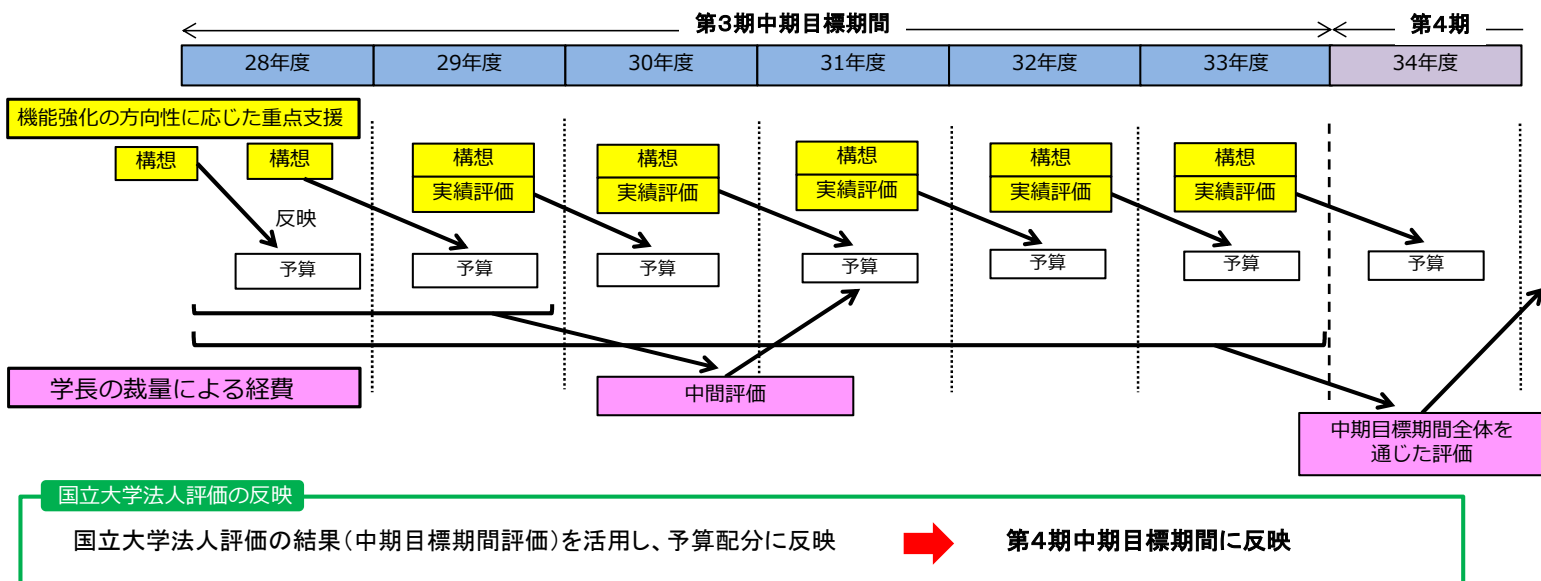 第3期中期目標期間
第4期
28年度
29年度
30年度
31年度
32年度
33年度
34年度
機能強化の方向性に応じた重点支援
構想
構想
構想
構想
構想
構想
構想
実績評価
実績評価
実績評価
実績評価
実績評価
反映
予算
予算
予算
予算
予算
予算
予算
学長の裁量による経費
中間評価
中期目標期間全体を
通じた評価
国立大学法人評価の反映
国立大学法人評価の結果(中期目標期間評価)を活用し、予算配分に反映
第4期中期目標期間に反映